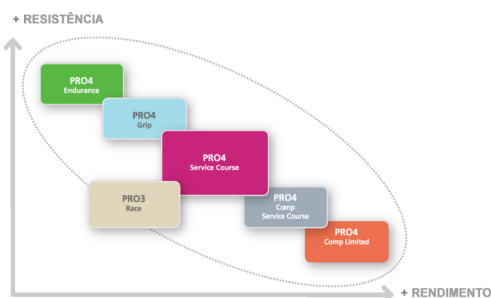 + RESISTÊNCIA
PRO4
Endurance
PRO4
Grip
PRO4
Service Course
PRO3
Race
PRO4
Comp
Service Course
PRO4
Comp Limited
+ RENDIMENTO